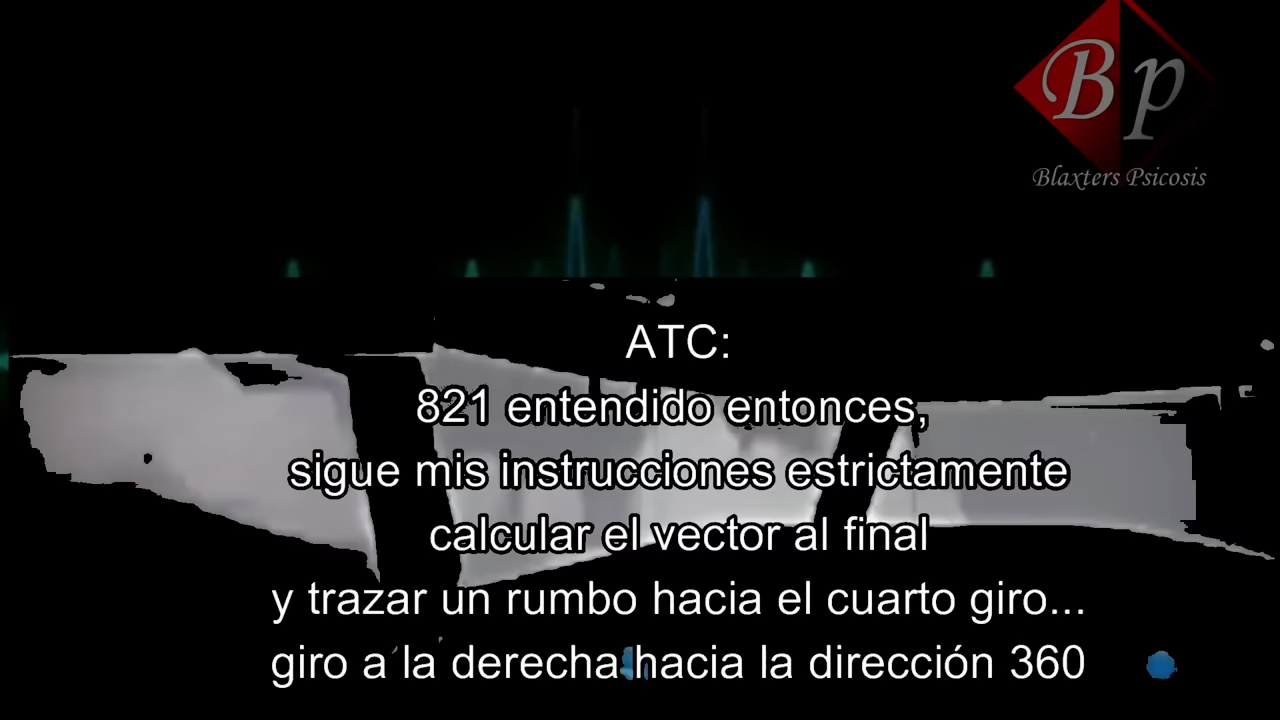 Bp
Blaxters Psicosis
ATC:
821 entendido entonces,
sigue mis instrucciones estrictamente
calcular el vector al final
y trazar un rumbo hacia el cuarto giro...
giro a la derecha hacia la dirección 360